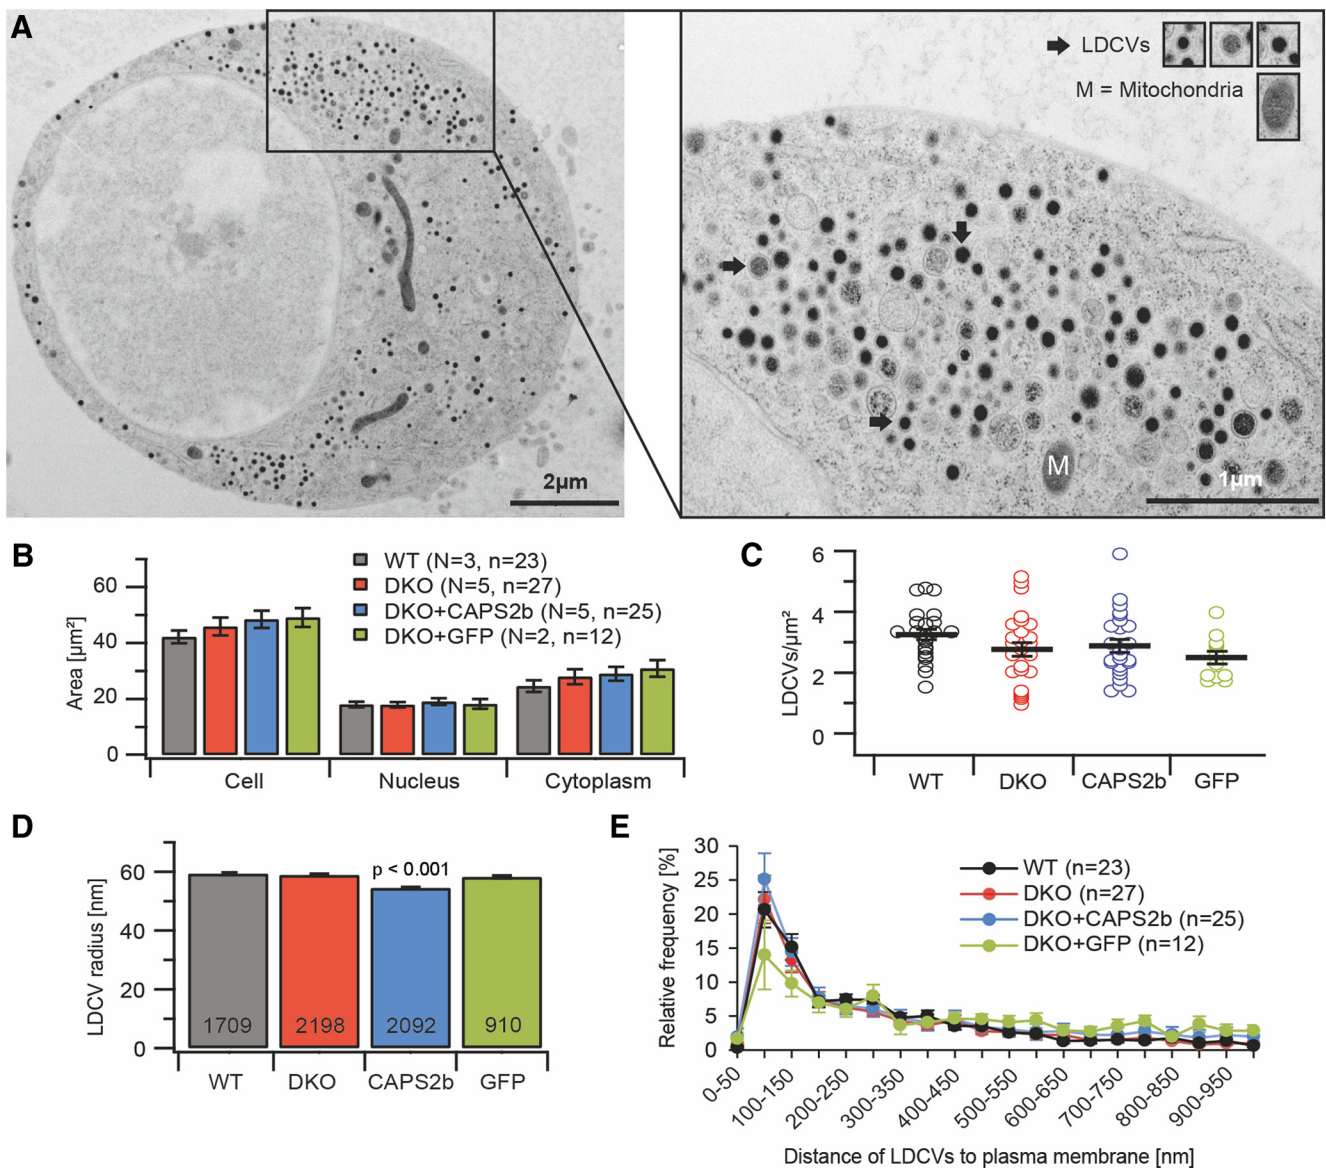 A
2µm
LDCVs
M = Mitochondria
M
1µm
B
WT (N=3, n=23)
DKO (N=5, n=27)
DKO+CAPS2b (N=5, n=25)
DKO+GFP (N=2, n=12)
Area [µm²]
60
40
20
0
Cell
Nucleus
Cytoplasm
C
LDCVs/µm²
6
4
2
0
WT
DKO
CAPS2b
GFP
D
LDCV radius [nm]
60
40
20
0
p < 0.001
1709
2198
2092
910
WT
DKO
CAPS2b
GFP
E
Relative frequency [%]
30
25
20
15
10
5
0
WT (n=23)
DKO (n=27)
DKO+CAPS2b (n=25)
DKO+GFP (n=12)
0-50
100-150
200-250
300-350
400-450
500-550
600-650
700-750
800-850
900-950
Distance of LDCVs to plasma membrane [nm]